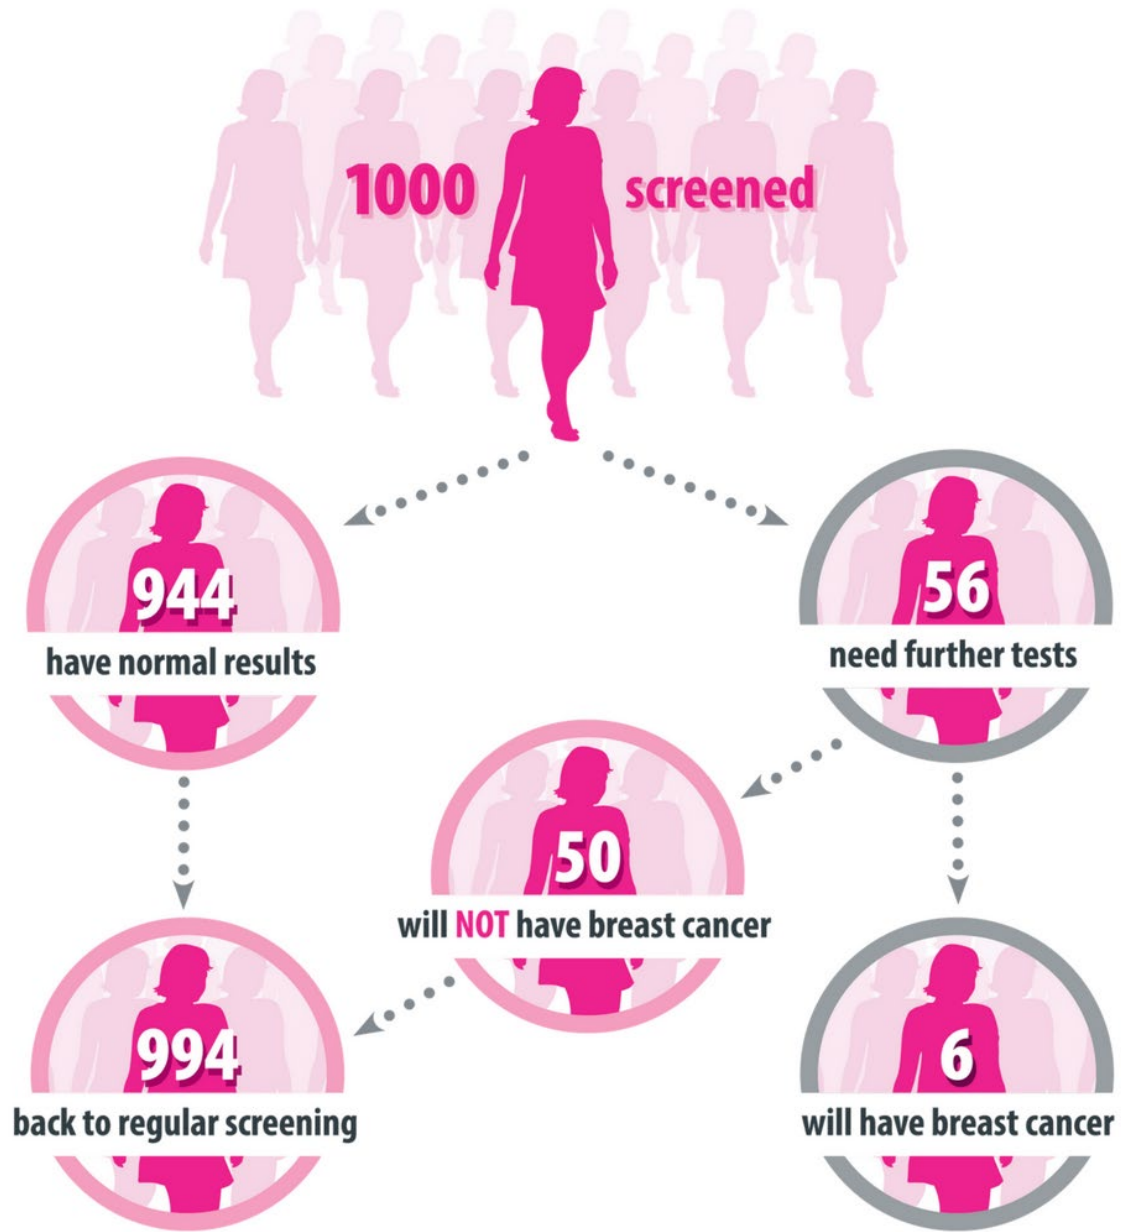 1000 screened
944
have normal results
56
need further tests
50
will NOT have breast cancer
994
back to regular screening
6
will have breast cancer